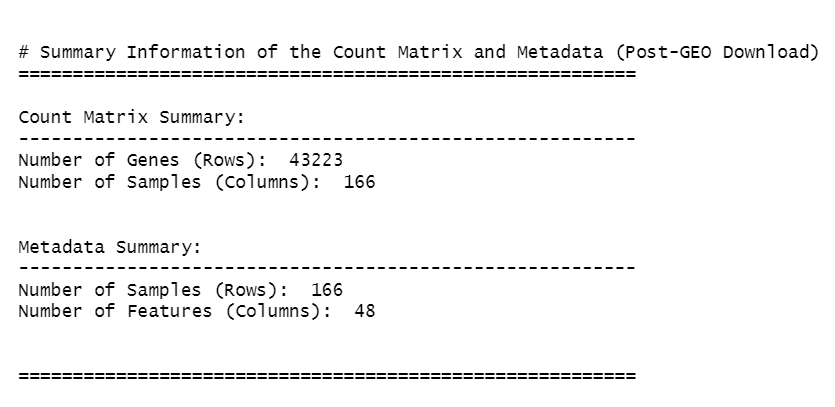 # Summary Information of the Count Matrix and Metadata (Post-GEO Download)
=========================================================
Count Matrix Summary:
---------------------------------------------------------
Number of Genes (Rows):  43223
Number of Samples (Columns):  166
Metadata Summary:
---------------------------------------------------------
Number of Samples (Rows):  166
Number of Features (Columns):  48
=========================================================